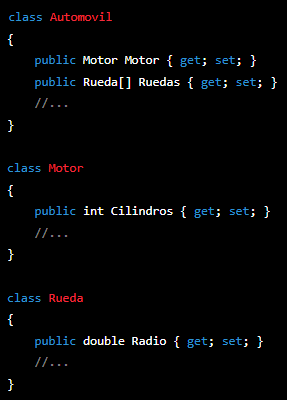 class Automovil
{
    public Motor Motor { get; set; }
    public Rueda[] Ruedas { get; set; }
    //...
}

class Motor
{
    public int Cilindros { get; set; }
    //...
}

class Rueda
{
    public double Radio { get; set; }
    //...
}